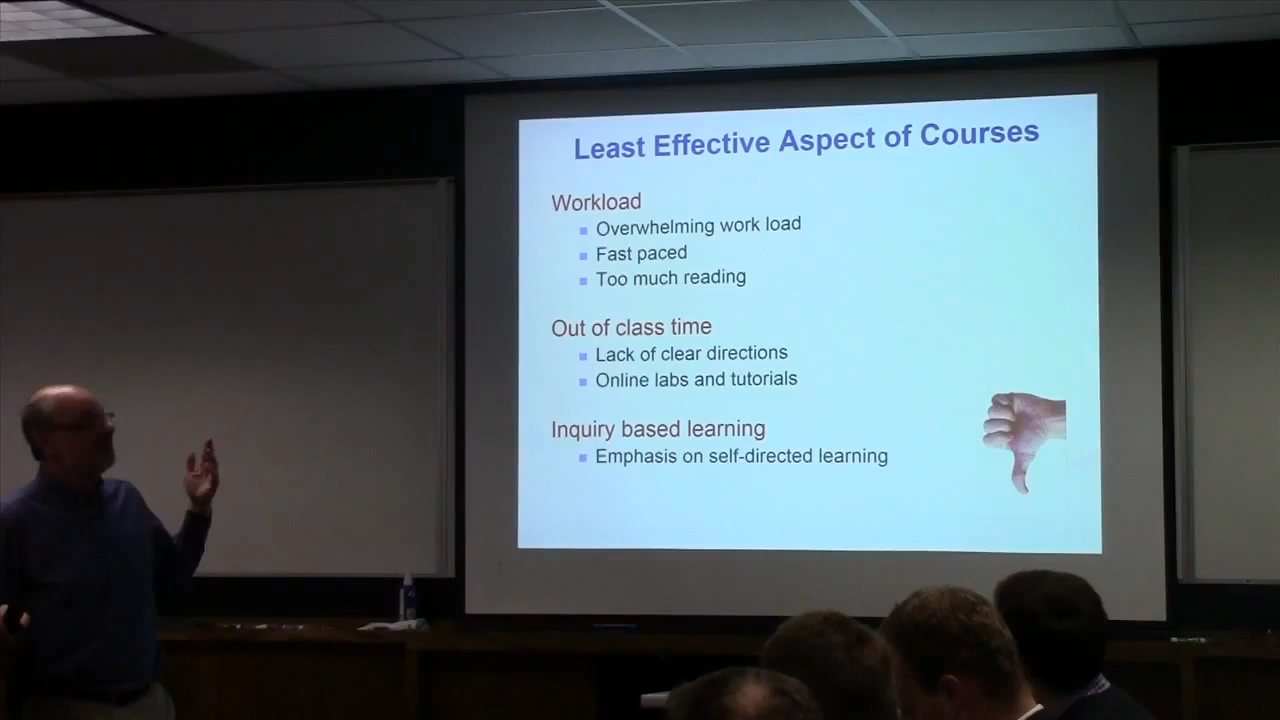 Least Effective Aspect of Courses
Workload
Overwhelming work load
Fast paced
Too much reading
Out of class time
Lack of clear directions
Online labs and tutorials
Inquiry based learning
Emphasis on self-directed learning